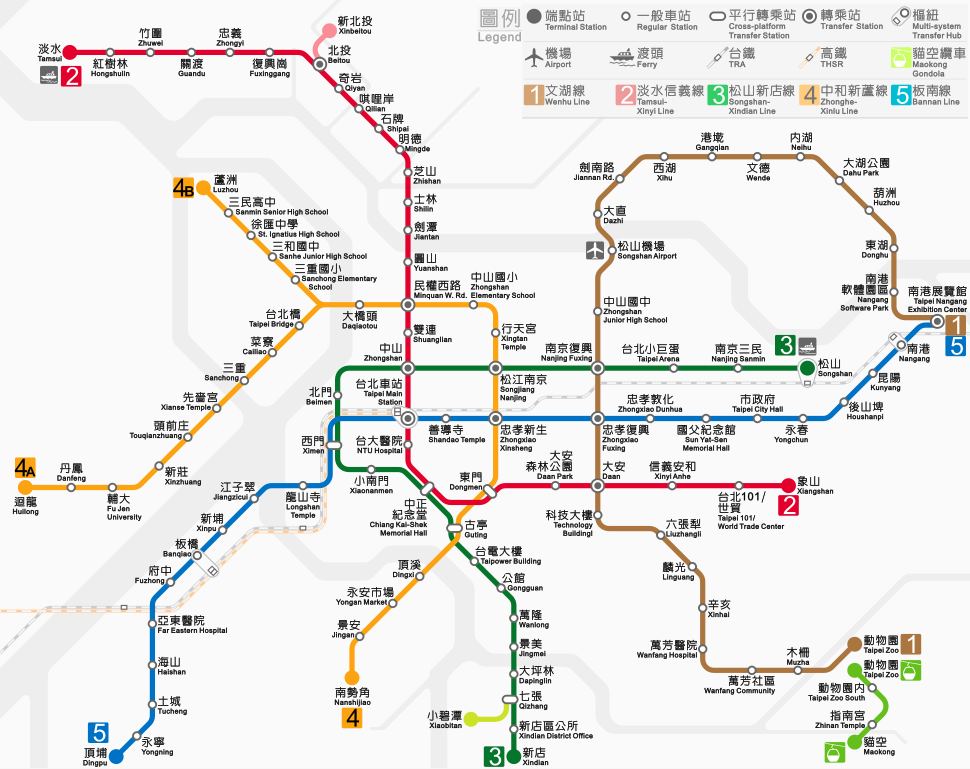 圖例
Legend
端點站
Terminal Station
一般車站
Regular Station
平行轉乘站
Cross-platform
Transfer Station
轉乘站
Transfer Station
樞紐
Multi-system
Transfer Hub
機場
Airport
渡頭
Ferry
台鐵
TRA
高鐵
THSR
貓空纜車
Maokong
Gondola
1 文湖線
Wenhu Line
2 淡水信義線
Tamsui-
Xinyi Line
3 松山新店線
Songshan-
Xindian Line
4 中和新蘆線
Zhonghe-
Xinlu Line
5 板南線
Bannan Line
淡水
Tamsui
2
紅樹林
Hongshulin
竹圍
Zhuwei
關渡
Guandu
忠義
Zhongyi
復興崗
Fuxinggang
新北投
Xinbeitou
北投
Beitou
奇岩
Qiyan
唭哩岸
Qilian
石牌
Shipai
明德
Mingde
芝山
Zhishan
士林
Shilin
劍潭
Jiantan
圓山
Yuanshan
民權西路
Minquan W. Rd.
雙連
Shuanglian
中山
Zhongshan
台北車站
Taipei Main
Station
台大醫院
NTU Hospital
中正
紀念堂
Chiang Kai-Shek
Memorial Hall
東門
Dongmen
大安
森林公園
Daan Park
大安
Daan
信義安和
Xinyi Anhe
台北101/
世貿
Taipei 101/
World Trade Center
象山
Xiangshan
2
4B
蘆洲
Luzhou
三民高中
Sanmin Senior High School
徐匯中學
St. Ignatius High School
三和國中
Sanhe Junior High School
三重國小
Sanchong Elementary
School
大橋頭
Daqiaotou
台北橋
Taipei Bridge
菜寮
Cailiao
三重
Sanchong
先嗇宮
Xianse Temple
頭前庄
Touqianzhuang
新莊
Xinzhuang
輔大
Fu Jen
University
丹鳳
Danfeng
4A
迴龍
Huilong
中山國小
Zhongshan
Elementary School
行天宮
Xingtan
Temple
松江南京
Songjiang
Nanjing
忠孝新生
Zhongxiao
Xinsheng
古亭
Guting
頂溪
Dingxi
永安市場
Yongan Market
景安
Jingan
南勢角
Nanshijiao
4
3
松山
Songshan
南京三民
Nanjing Sanmin
台北小巨蛋
Taipei Arena
南京復興
Nanjing Fuxing
北門
Beimen
西門
Ximen
小南門
Xiaonanmen
台電大樓
Taipower Building
公館
Gongguan
萬隆
Wanlong
景美
Jingmei
大坪林
Dapinglin
七張
Qizhang
小碧潭
Xiaobitan
新店區公所
Xindian District Office
3
新店
Xindian
劍南路
Jiannan Rd.
西湖
Xihu
港墘
Gangqian
文德
Wende
內湖
Neihu
大湖公園
Dahu Park
葫洲
Huzhou
東湖
Donghu
南港
軟體園區
Nangang
Software Park
南港展覽館
Taipei Nangang
Exhibition Center
1
5
大直
Dazhi
松山機場
Songshan Airport
中山國中
Zhongshan
Junior High School
忠孝復興
Zhongxiao
Fuxing
科技大樓
Technology
Buildingl
六張犁
Liuzhangli
麟光
Linguang
辛亥
Xinhai
萬芳醫院
Wanfang Hospital
萬芳社區
Wanfang Community
木柵
Muzha
動物園
Taipei Zoo
1
動物園
Taipei Zoo
動物園內
Taipei Zoo South
指南宮
Zhinan Temple
貓空
Maokong
南港
Nangang
昆陽
Kunyang
後山埤
Houshanpi
永春
Yongchun
市政府
Taipei City Hall
國父紀念館
Sun Yat-Sen
Memorial Hall
忠孝敦化
Zhongxiao Dunhua
善導寺
Shandao Temple
龍山寺
Longshan
Temple
江子翠
Jiangzicui
新埔
Xinpu
板橋
Banqiao
府中
Fuzhong
亞東醫院
Far Eastern Hospital
海山
Haishan
土城
Tucheng
永寧
Yongning
5
頂埔
Dingpu